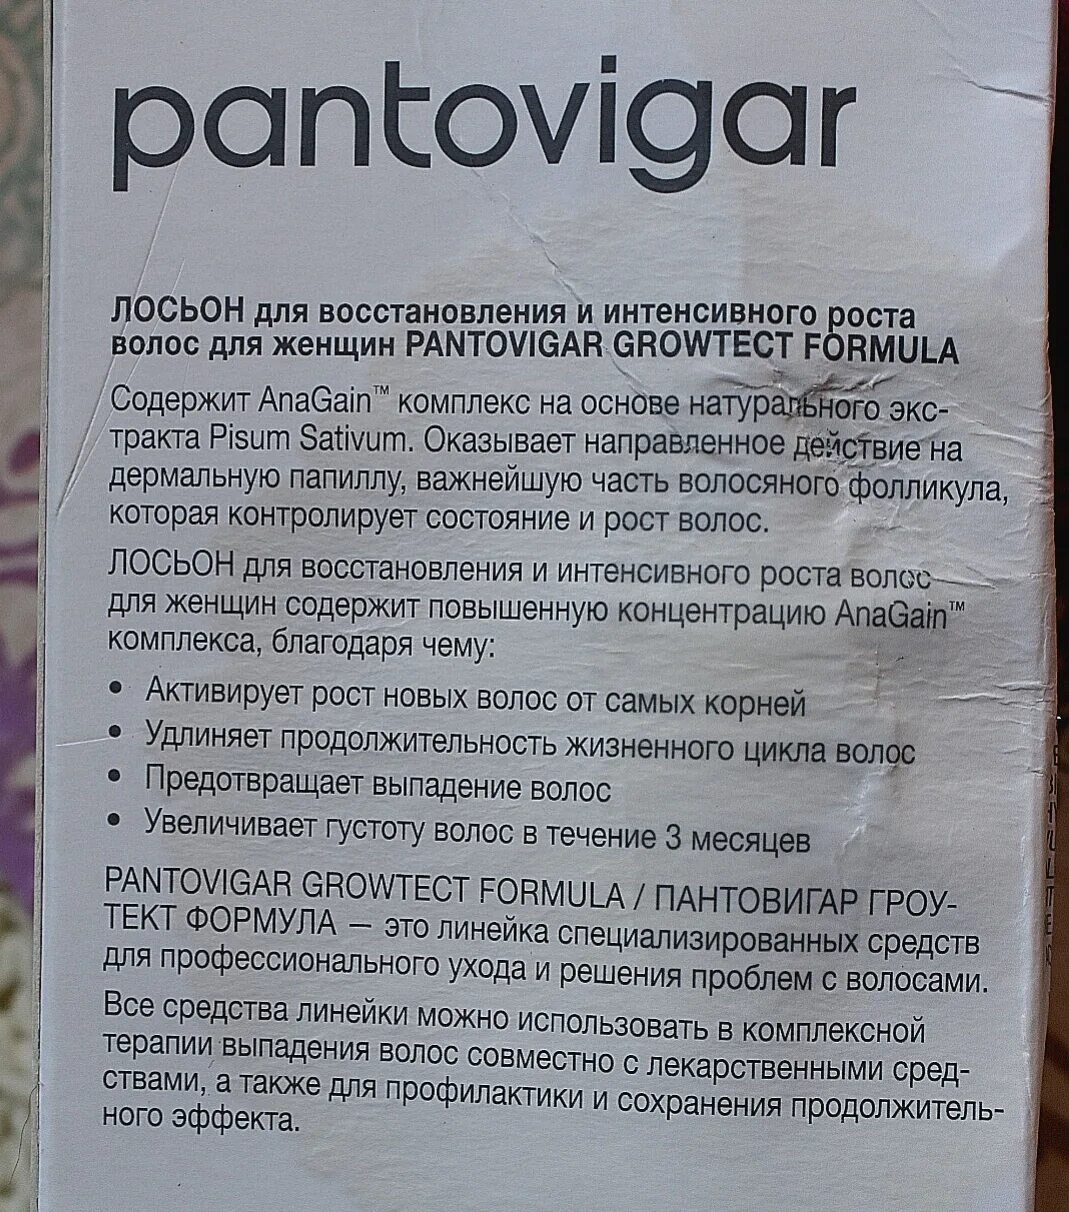 pantovigar
ЛОСЬОН для восстановления и интенсивного роста
волос для женщин PANTOVIGAR GROWTECT FORMULA
Содержит AnaGain™ комплекс на основе натурального экс-
тракта Pisum Sativum. Оказывает направленное действие на
дермальную папиллу, важнейшую часть волосяного фолликула,
которая контролирует состояние и рост волос.
ЛОСЬОН для восстановления и интенсивного роста волос
для женщин содержит повышенную концентрацию AnaGain™
комплекса, благодаря чему:
• Активирует рост новых волос от самых корней
• Удлиняет продолжительность жизненного цикла волос
• Предотвращает выпадение волос
• Увеличивает густоту волос в течение 3 месяцев
PANTOVIGAR GROWTECT FORMULA / ПАНТОВИГАР ГРОУ-
ТЕКТ ФОРМУЛА — это линейка специализированных средств
для профессионального ухода и решения проблем с волосами.
Все средства линейки можно использовать в комплексной
терапии выпадения волос совместно с лекарственными сред-
ствами, а также для профилактики и сохранения продолжитель-
ного эффекта.